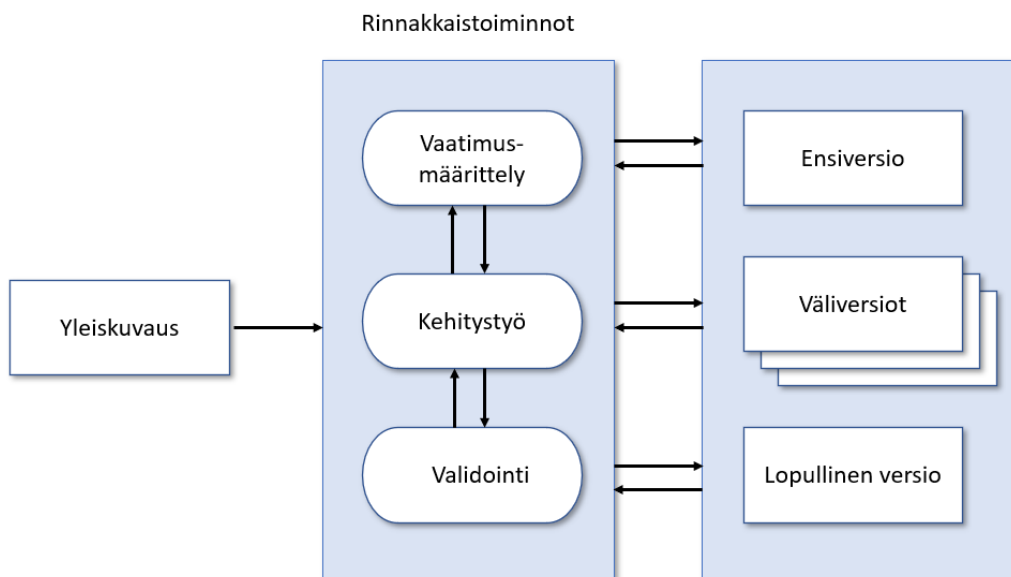 Rinnakkaistoiminnot
Yleiskuvaus
Vaatimus-
määrittely
Kehitystyö
Validointi
Ensiversio
Väliversiot
Lopullinen versio